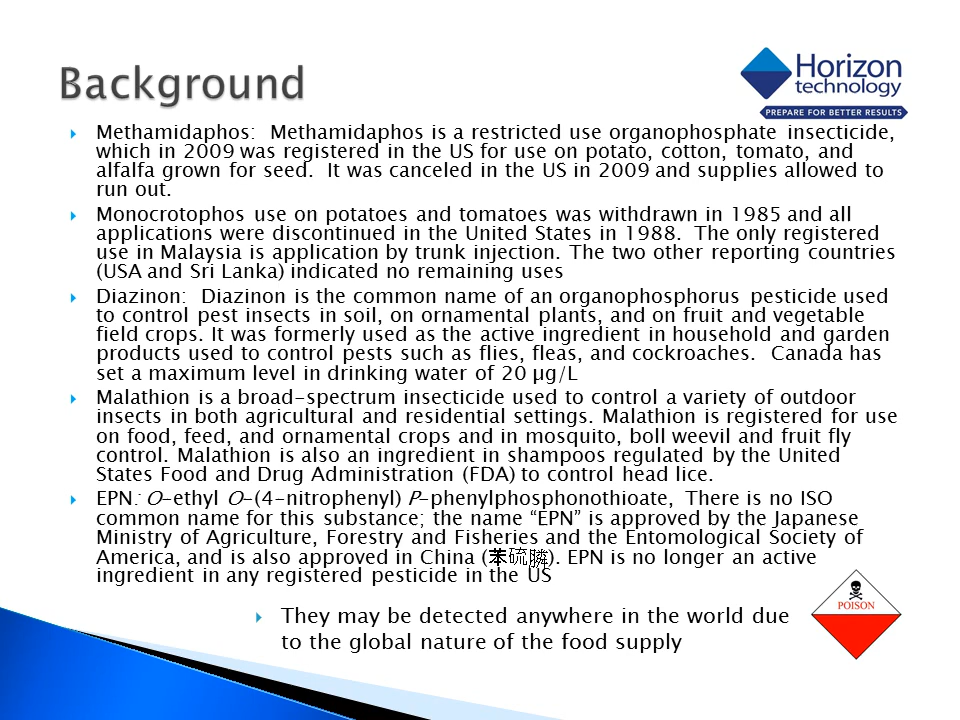 Background
Horizon
technology
PREPARE FOR BETTER RESULTS
Methamidaphos:  Methamidaphos is a restricted use organophosphate insecticide,
which in 2009 was registered in the US for use on potato, cotton, tomato, and
alfalfa grown for seed.  It was canceled in the US in 2009 and supplies allowed to
run out.
Monocrotophos use on potatoes and tomatoes was withdrawn in 1985 and all
applications were discontinued in the United States in 1988.  The only registered
use in Malaysia is application by trunk injection. The two other reporting countries
(USA and Sri Lanka) indicated no remaining uses
Diazinon:  Diazinon is the common name of an organophosphorus pesticide used
to control pest insects in soil, on ornamental plants, and on fruit and vegetable
field crops. It was formerly used as the active ingredient in household and garden
products used to control pests such as flies, fleas, and cockroaches.  Canada has
set a maximum level in drinking water of 20 µg/L
Malathion is a broad-spectrum insecticide used to control a variety of outdoor
insects in both agricultural and residential settings. Malathion is registered for use
on food, feed, and ornamental crops and in mosquito, boll weevil and fruit fly
control. Malathion is also an ingredient in shampoos regulated by the United
States Food and Drug Administration (FDA) to control head lice.
EPN: O-ethyl O-(4-nitrophenyl) P-phenylphosphonothioate, There is no ISO
common name for this substance; the name “EPN” is approved by the Japanese
Ministry of Agriculture, Forestry and Fisheries and the Entomological Society of
America, and is also approved in China (苯硫膦). EPN is no longer an active
ingredient in any registered pesticide in the US
They may be detected anywhere in the world due
to the global nature of the food supply
POISON